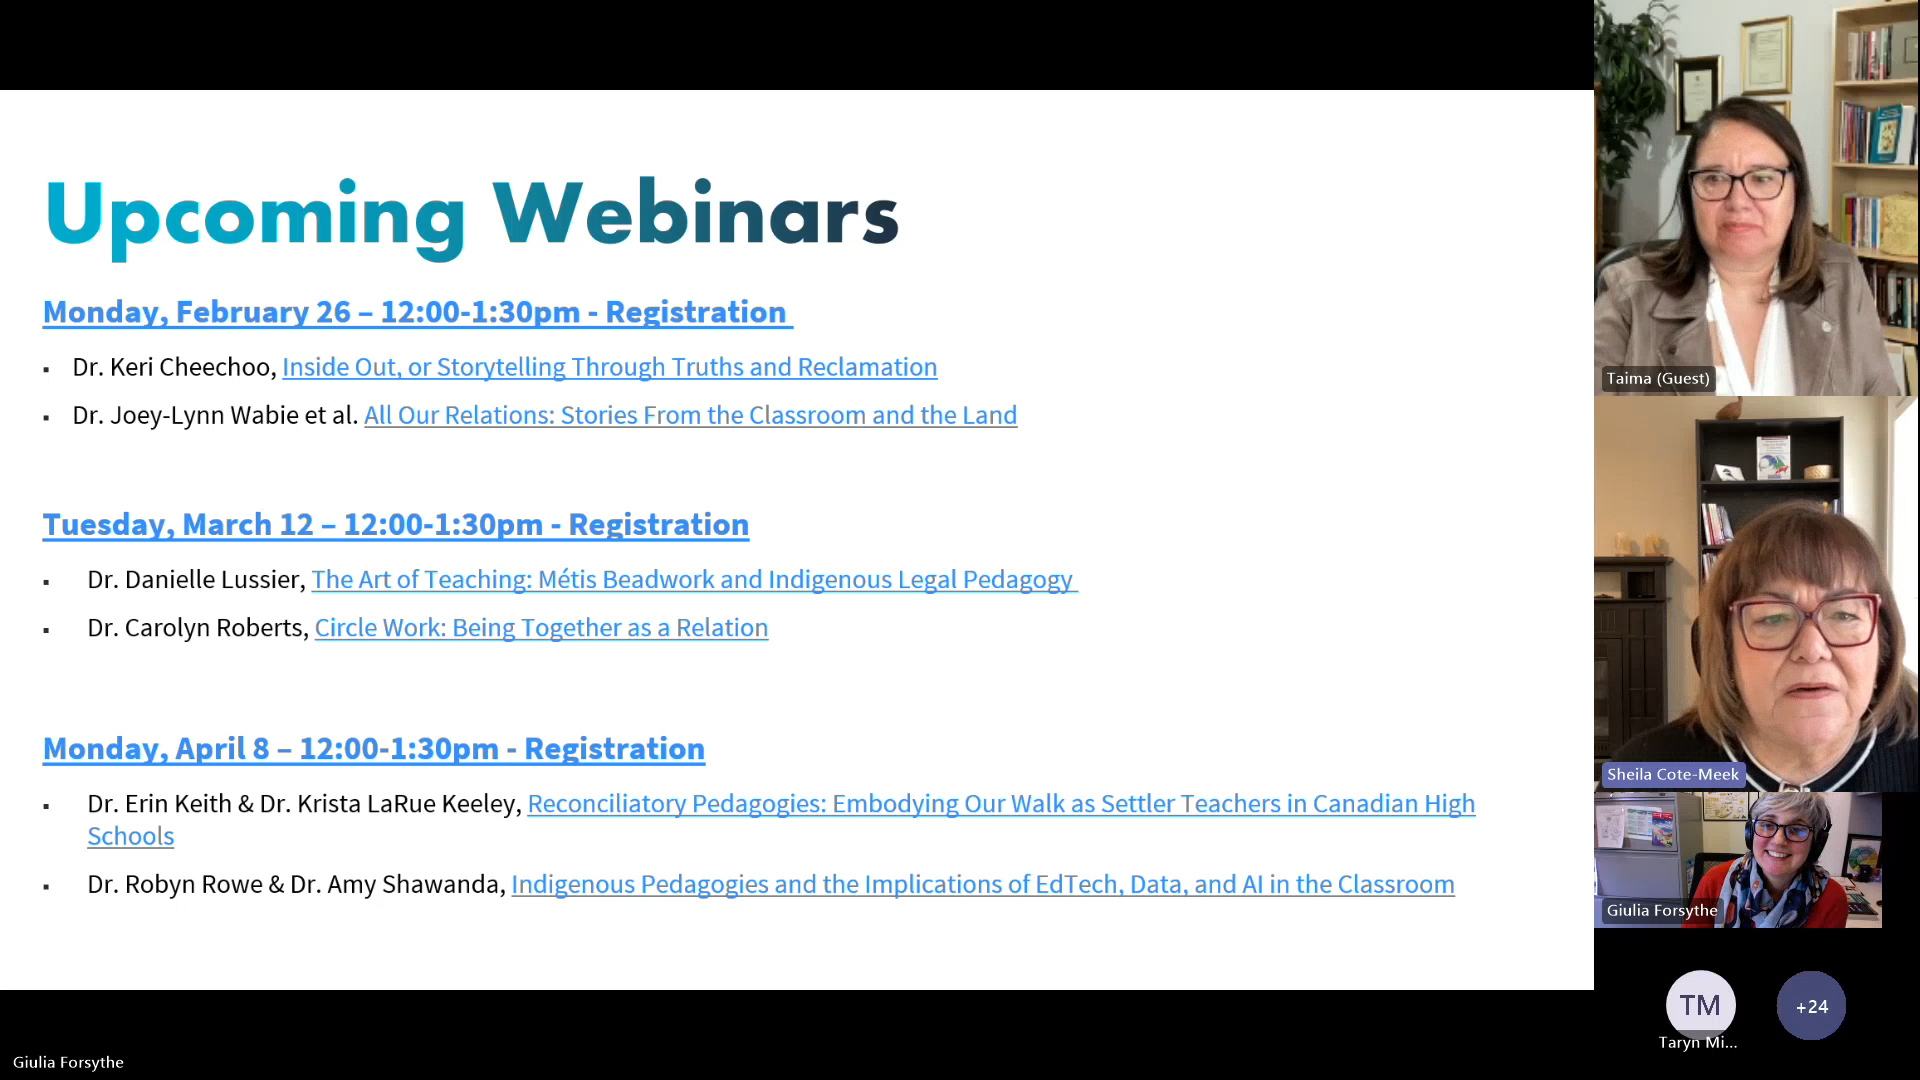 Upcoming Webinars
Monday, February 26 – 12:00-1:30pm - Registration
▪ Dr. Keri Cheechoo, Inside Out, or Storytelling Through Truths and Reclamation
▪ Dr. Joey-Lynn Wabie et al. All Our Relations: Stories From the Classroom and the Land
Tuesday, March 12 – 12:00-1:30pm - Registration
▪ Dr. Danielle Lussier, The Art of Teaching: Métis Beadwork and Indigenous Legal Pedagogy
▪ Dr. Carolyn Roberts, Circle Work: Being Together as a Relation
Monday, April 8 – 12:00-1:30pm - Registration
▪ Dr. Erin Keith & Dr. Krista LaRue Keeley, Reconciliatory Pedagogies: Embodying Our Walk as Settler Teachers in Canadian High
Schools
▪ Dr. Robyn Rowe & Dr. Amy Shawanda, Indigenous Pedagogies and the Implications of EdTech, Data, and AI in the Classroom
Giulia Forsythe
Taima (Guest)
Sheila Cote-Meek
Giulia Forsythe
TM
Taryn Mi...
+24